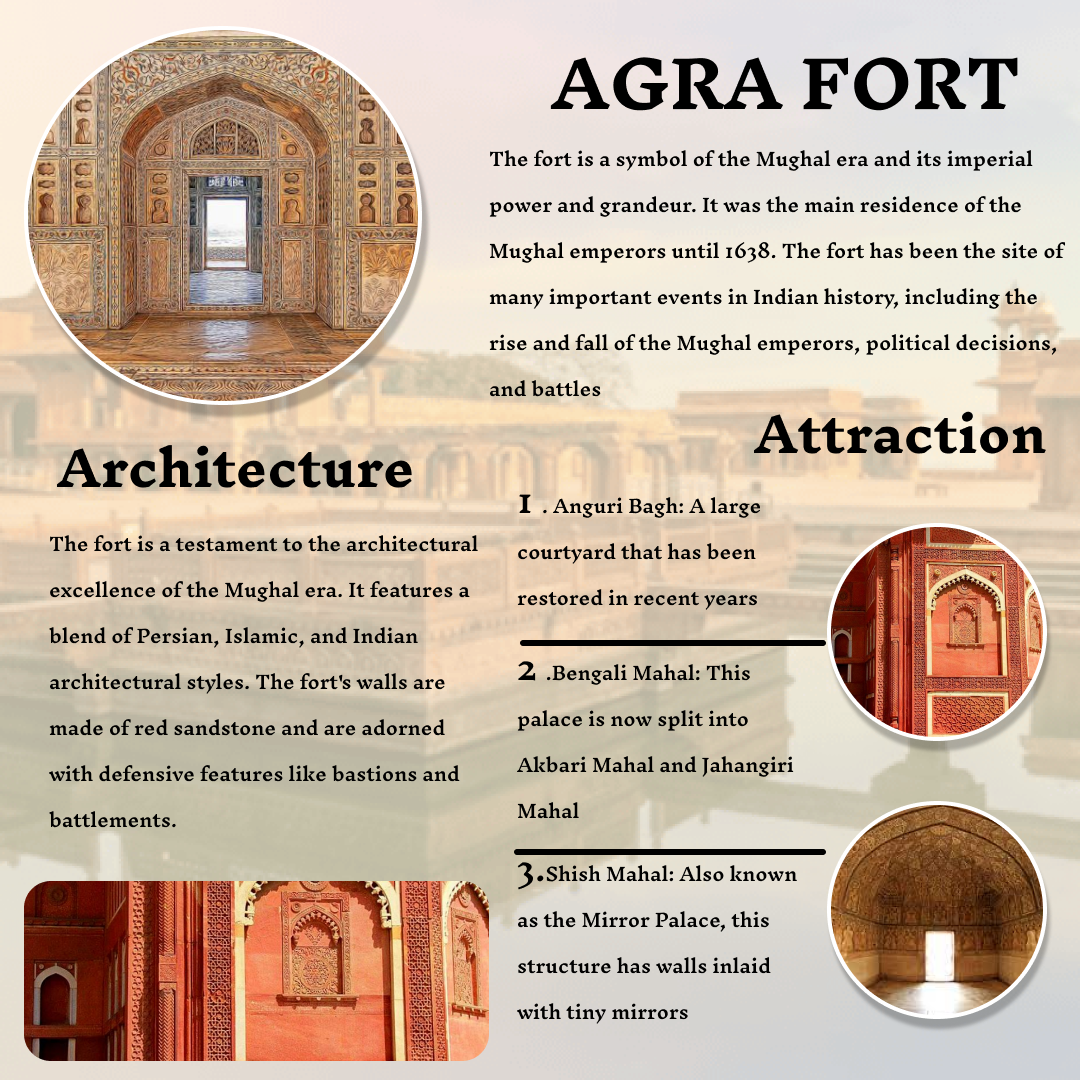 AGRA FORT
The fort is a symbol of the Mughal era and its imperial
power and grandeur. It was the main residence of the
Mughal emperors until 1638. The fort has been the site of
many important events in Indian history, including the
rise and fall of the Mughal emperors, political decisions,
and battles
Architecture
The fort is a testament to the architectural
excellence of the Mughal era. It features a
blend of Persian, Islamic, and Indian
architectural styles. The fort's walls are
made of red sandstone and are adorned
with defensive features like bastions and
battlements.
Attraction
1 . Anguri Bagh: A large
courtyard that has been
restored in recent years
2 .Bengali Mahal: This
palace is now split into
Akbari Mahal and Jahangiri
Mahal
3.Shish Mahal: Also known
as the Mirror Palace, this
structure has walls inlaid
with tiny mirrors